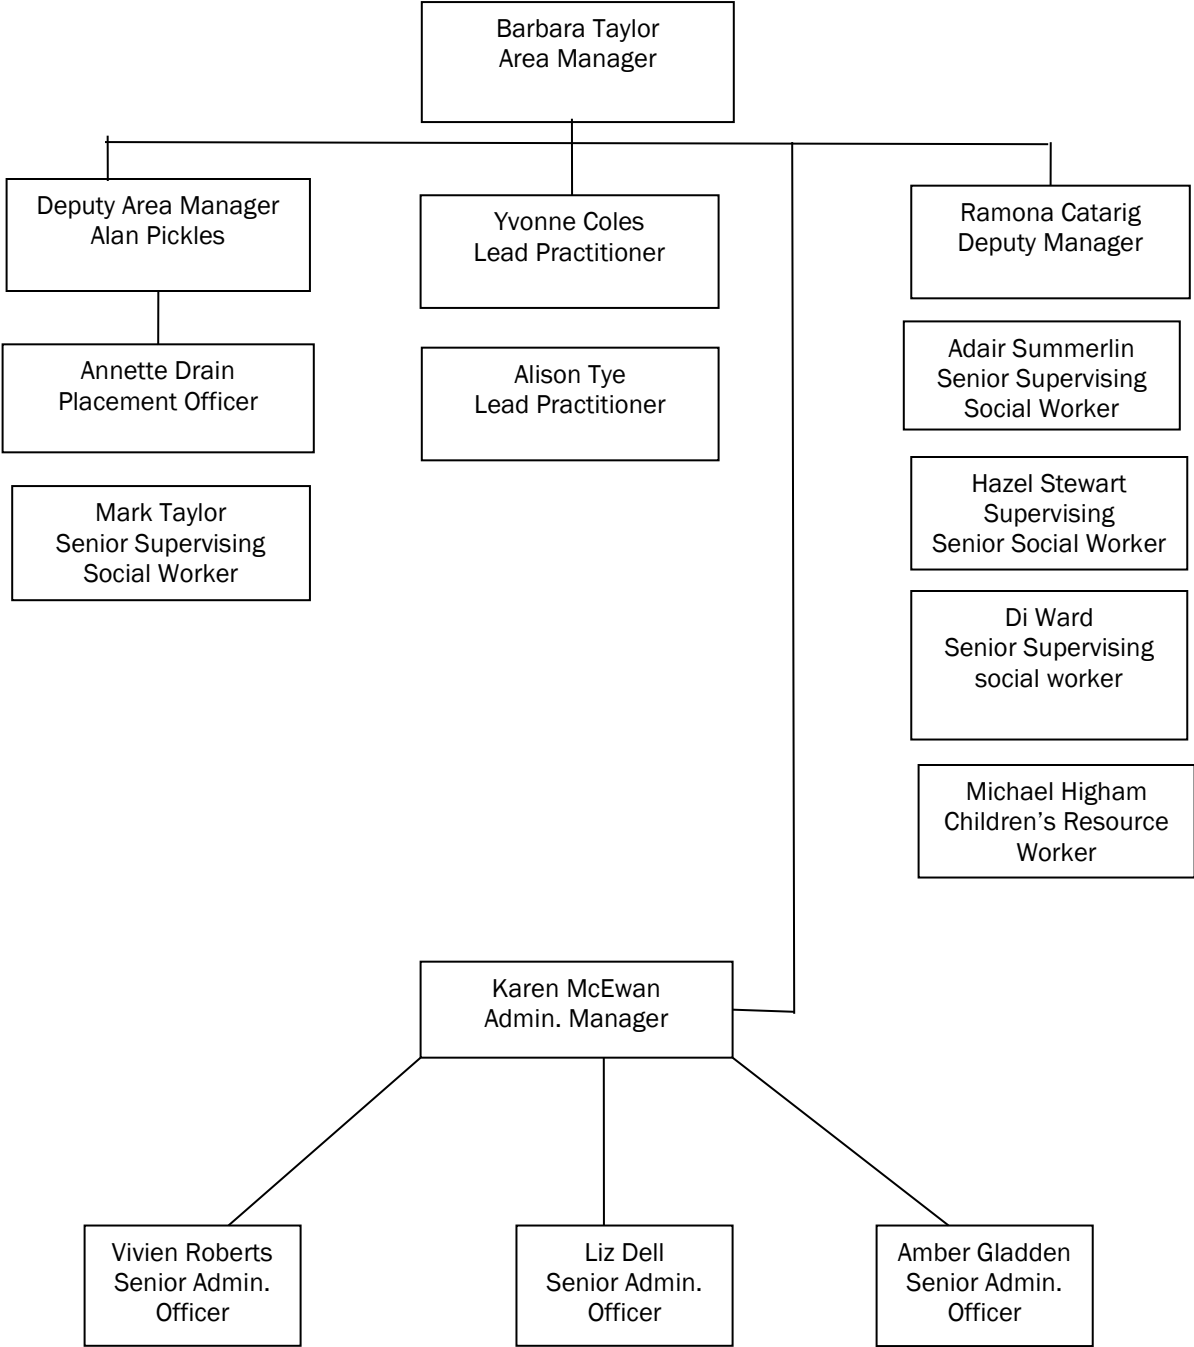 Barbara Taylor
Area Manager
Deputy Area Manager
Alan Pickles
Yvonne Coles
Lead Practitioner
Ramona Catarig
Deputy Manager
Annette Drain
Placement Officer
Alison Tye
Lead Practitioner
Adair Summerlin
Senior Supervising
Social Worker
Mark Taylor
Senior Supervising
Social Worker
Hazel Stewart
Supervising
Senior Social Worker
Di Ward
Senior Supervising
social worker
Michael Higham
Children’s Resource
Worker
Karen McEwan
Admin. Manager
Vivien Roberts
Senior Admin.
Officer
Liz Dell
Senior Admin.
Officer
Amber Gladden
Senior Admin.
Officer